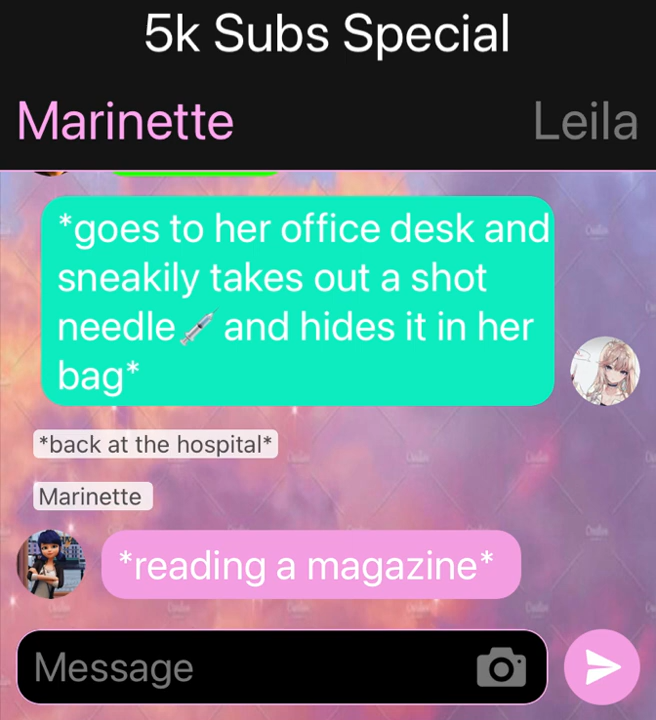 5k Subs Special
Marinette
Leila
*goes to her office desk and
sneakily takes out a shot
needle💉 and hides it in her
bag*
*back at the hospital*
Marinette
*reading a magazine*
Message